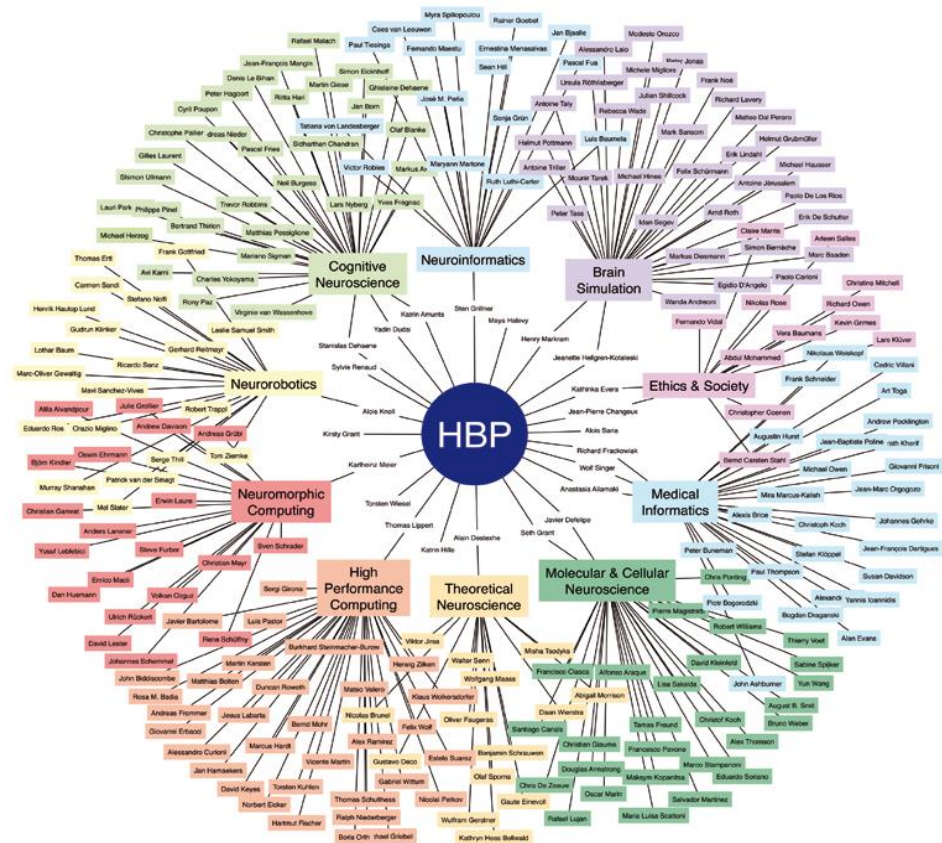 Myra Spiliopoulou
Rainer Goebel
Cees van Leeuwen
Jan Bjaalie
Modeste Orozco
Rafael Malach
Paul Tiesinga
Fernando Maestu
Ernestina Menasalvas
Alessandro Laio
Jean-François Mangin
Simon Eickhoff
Sean Hill
Pascal Fua
Michele Migliore
Denis Le Bihan
Martin Giese
Ghislaine Dehaene
Ursula Röthlisberger
Frank Noé
Peter Hagoort
Riitta Hari
Jan Born
José M. Peña
Antoine Taly
Julian Shillcock
Richard Lavery
Cyril Poupon
Tatiana von Landesberger
Olaf Blanke
Sonja Grün
Rebecca Wade
Matteo Dal Peraro
Christophe Pallier
Sidharthan Chandran
Luis Baumela
Mark Sansom
Helmut Grubmüller
Gilles Laurent
Pascal Fries
Victor Robles
Maryann Martone
Helmut Pottmann
Erik Lindahl
Shimon Ullmann
Neil Burgess
Antoine Triller
Mounir Tarek
Michael Hines
Felix Schürmann
Michael Hausser
Ruth Luthi-Carter
Antoine Jérusalem
Lauri Park
Philippe Pinel
Trevor Robbins
Lars Nyberg
Yves Frégnac
Peter Tass
Idan Segev
Arnd Roth
Paolo De Los Rios
Michael Herzog
Bertrand Thirion
Matthias Pessiglione
Claire Marris
Erik De Schutter
Frank Gottfried
Mariano Sigman
Cognitive
Neuroscience
Neuroinformatics
Brain
Simulation
Markus Diesmann
Simon Bernèche
Arleen Salles
Marc Baaden
Thomas Ertl
Avi Karni
Charles Yokoyama
Egidio D'Angelo
Paolo Carloni
Carmen Sandi
Stefano Nolfi
Rony Paz
Virginie van Wassenhove
Wanda Andreoni
Nikolas Rose
Christine Mitchell
Henrik Hautop Lund
Leslie Samuel Smith
Katrin Amunts
Sten Grillner
Maya Halevy
Fernando Vidal
Richard Owen
Gudrun Klinker
Yadin Dudai
Henry Markram
Vera Baumans
Kevin Grimes
Lothar Baum
Gerhard Reitmayr
Stanislas Dehaene
Jeanette Hellgren-Kotaleski
Abdul Mohammed
Lars Klüver
Ricardo Sanz
Sylvie Renaud
Nikolaus Weiskopf
Marc-Oliver Gewaltig
Neurorobotics
Cedric Villani
Mavi Sanchez-Vives
HBP
Kathinka Evers
Ethics & Society
Frank Schneider
Art Toga
Atila Alvandpour
Julie Grollier
Robert Trappl
Alois Knoll
Jean-Pierre Changeux
Christopher Coenen
Andrew Pocklington
Eduardo Ros
Orazio Miglino
Andrew Davison
Andreas Grübl
Kirsty Grant
Alois Saria
Augustin Huret
Jean-Baptiste Poline
Oswin Ehrmann
Serge Thill
Tom Ziemke
Karlheinz Meier
Richard Frackowiak
Bernd Carsten Stahl
Giovanni Frisoni
Björn Kindler
Patrick van der Smagt
Wolf Singer
Michael Owen
Murray Shanahan
Neuromorphic
Computing
Anastasia Ailamaki
Medical
Informatics
Mira Marcus-Kalish
Jean-Marc Orgogozo
Christian Gamrat
Mel Slater
Erwin Laure
Torsten Wiesel
Javier Defelipe
Alexis Brice
Johannes Gehrke
Anders Lansner
Thomas Lippert
Seth Grant
Christoph Koch
Yusuf Leblebici
Steve Furber
Sven Schrader
Katrin Hille
Alain Destexhe
Peter Buneman
Stefan Klöppel
Jean-François Dertigues
Enrico Macii
Christian Mayr
High
Performance
Computing
Theoretical
Neuroscience
Molecular & Cellular
Neuroscience
Paul Thompson
Chris Ponting
Susan Davidson
Dan Husmann
Volkan Ozguz
Sergi Girona
Piotr Bogorodzki
Yannis Ioannidis
Ulrich Rückert
Javier Bartolome
Luis Pastor
Pierre Magistretti
Bogdan Draganski
David Lester
Rene Schüffny
Viktor Jirsa
Misha Tsodyks
Robert Williams
Alan Evans
Johannes Schemmel
Burkhard Steinmacher-Burow
Walter Senn
Thierry Voet
John Biddiscombe
Martin Kersten
Herwig Zilken
Wolfgang Maass
Francisco Clasca
Alfonso Araque
David Kleinfeld
Sabine Spijker
Rosa M. Badia
Matthias Bolten
Duncan Roweth
Mateo Valero
Klaus Wolkersdorfer
Abigail Morrison
Lisa Saksida
John Ashburner
Yun Wang
Andreas Frommer
Jesus Labarta
Nicolas Brunel
Daan Wierstra
August B. Smit
Giovanni Erbacci
Bernd Mohr
Felix Wolf
Oliver Faugeras
Santiago Canals
Tamas Freund
Christof Koch
Bruno Weber
Alessandro Curioni
Marcus Hardt
Alex Ramirez
Estela Suarez
Benjamin Schrauwen
Christian Giaume
Francesco Pavone
Alex Thomson
Jan Hamaekers
Vicente Martin
Gustavo Deco
Olaf Sporns
Douglas Armstrong
Marco Stampanoni
David Keyes
Torsten Kuhlen
Gabriel Wittum
Chris De Zeeuw
Maksym Kopanitsa
Eduardo Soriano
Norbert Eicker
Thomas Schulthess
Nicolai Petkov
Gaute Einevoll
Oscar Marin
Salvador Martinez
Hartmut Fischer
Ralph Niederberger
Wulfram Gerstner
Rafael Lujan
Maria Luisa Scattoni
Boris Orth
Kathryn Hess Bellwald